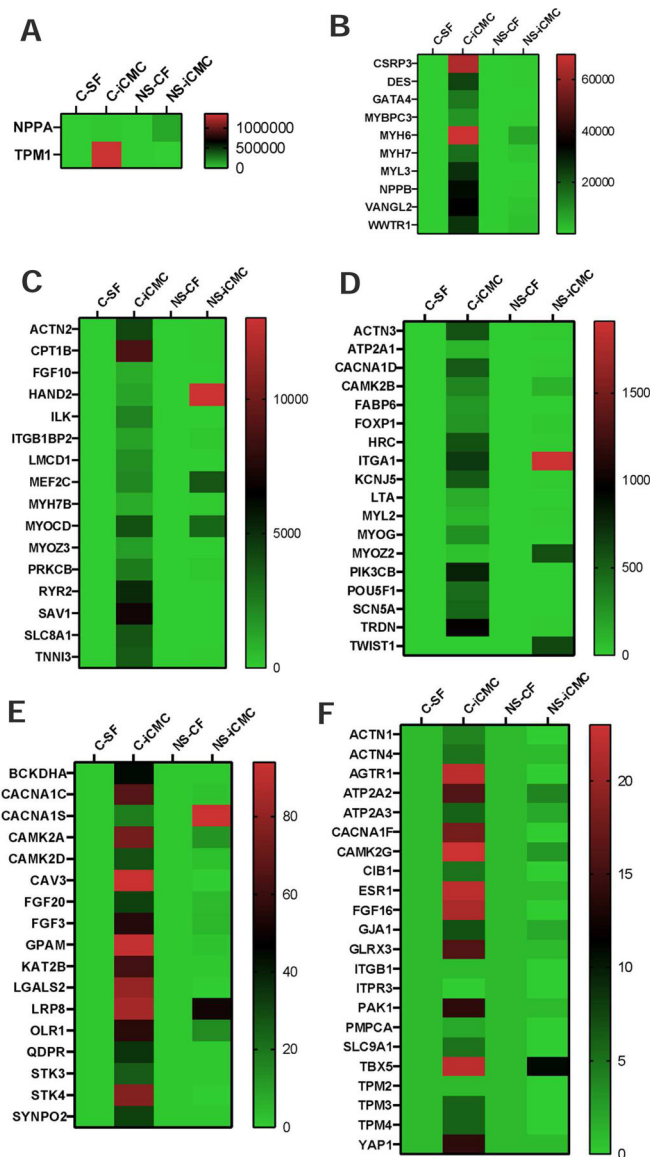 A
C-SF C-iCMC NS-CF NS-iCMC
NPPA
TPM1
1000000
500000
0
B
C-SF C-iCMC NS-CF NS-iCMC
CSRP3
DES
GATA4
MYBPC3
MYH6
MYH7
MYL3
NPPB
VANGL2
WWTR1
60000
40000
20000
C
C-SF C-iCMC NS-CF NS-iCMC
ACTN2
CPT1B
FGF10
HAND2
ILK
ITGB1BP2
LMCD1
MEF2C
MYH7B
MYOCD
MYOZ3
PRKCB
RYR2
SAV1
SLC8A1
TNNI3
10000
5000
0
D
C-SF C-iCMC NS-CF NS-iCMC
ACTN3
ATP2A1
CACNA1D
CAMK2B
FABP6
FOXP1
HRC
ITGA1
KCNJ5
LTA
MYL2
MYOG
MYOZ2
PIK3CB
POU5F1
SCN5A
TRDN
TWIST1
1500
1000
500
0
E
C-SF C-iCMC NS-CF NS-iCMC
BCKDHA
CACNA1C
CACNA1S
CAMK2A
CAMK2D
CAV3
FGF20
FGF3
GPAM
KAT2B
LGALS2
LRP8
OLR1
QDPR
STK3
STK4
SYNPO2
80
60
40
20
0
F
C-SF C-iCMC NS-CF NS-iCMC
ACTN1
ACTN4
AGTR1
ATP2A2
ATP2A3
CACNA1F
CAMK2G
CIB1
ESR1
FGF16
GJA1
GLRX3
ITGB1
ITPR3
PAK1
PMPCA
SLC9A1
TBX5
TPM2
TPM3
TPM4
YAP1
20
15
10
5
0